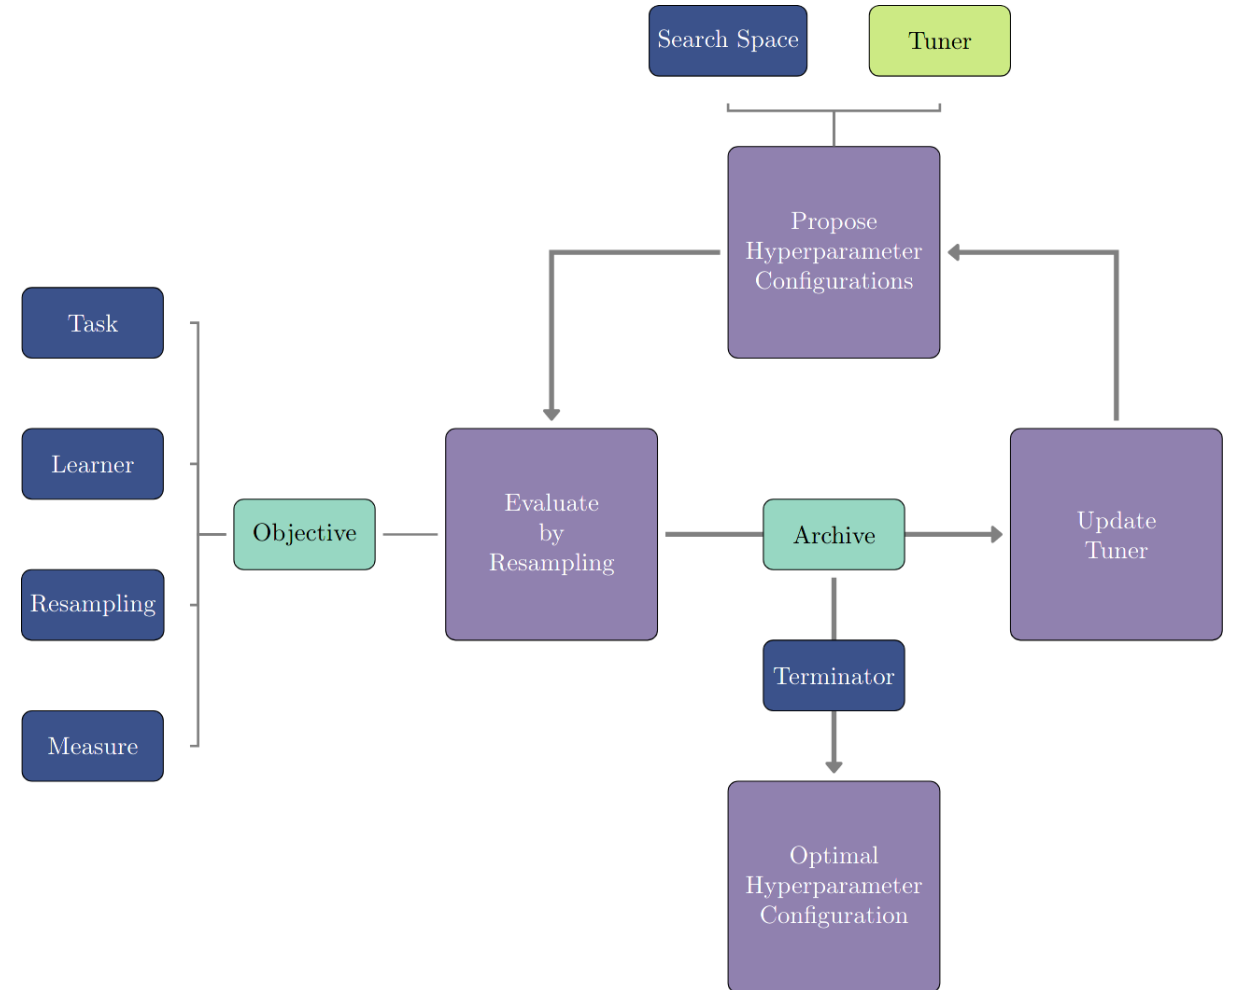 Search Space
Tuner
Propose
Hyperparameter
Configurations
Task
Learner
Resampling
Measure
Objective
Evaluate
by
Resampling
Archive
Update
Tuner
Terminator
Optimal
Hyperparameter
Configuration